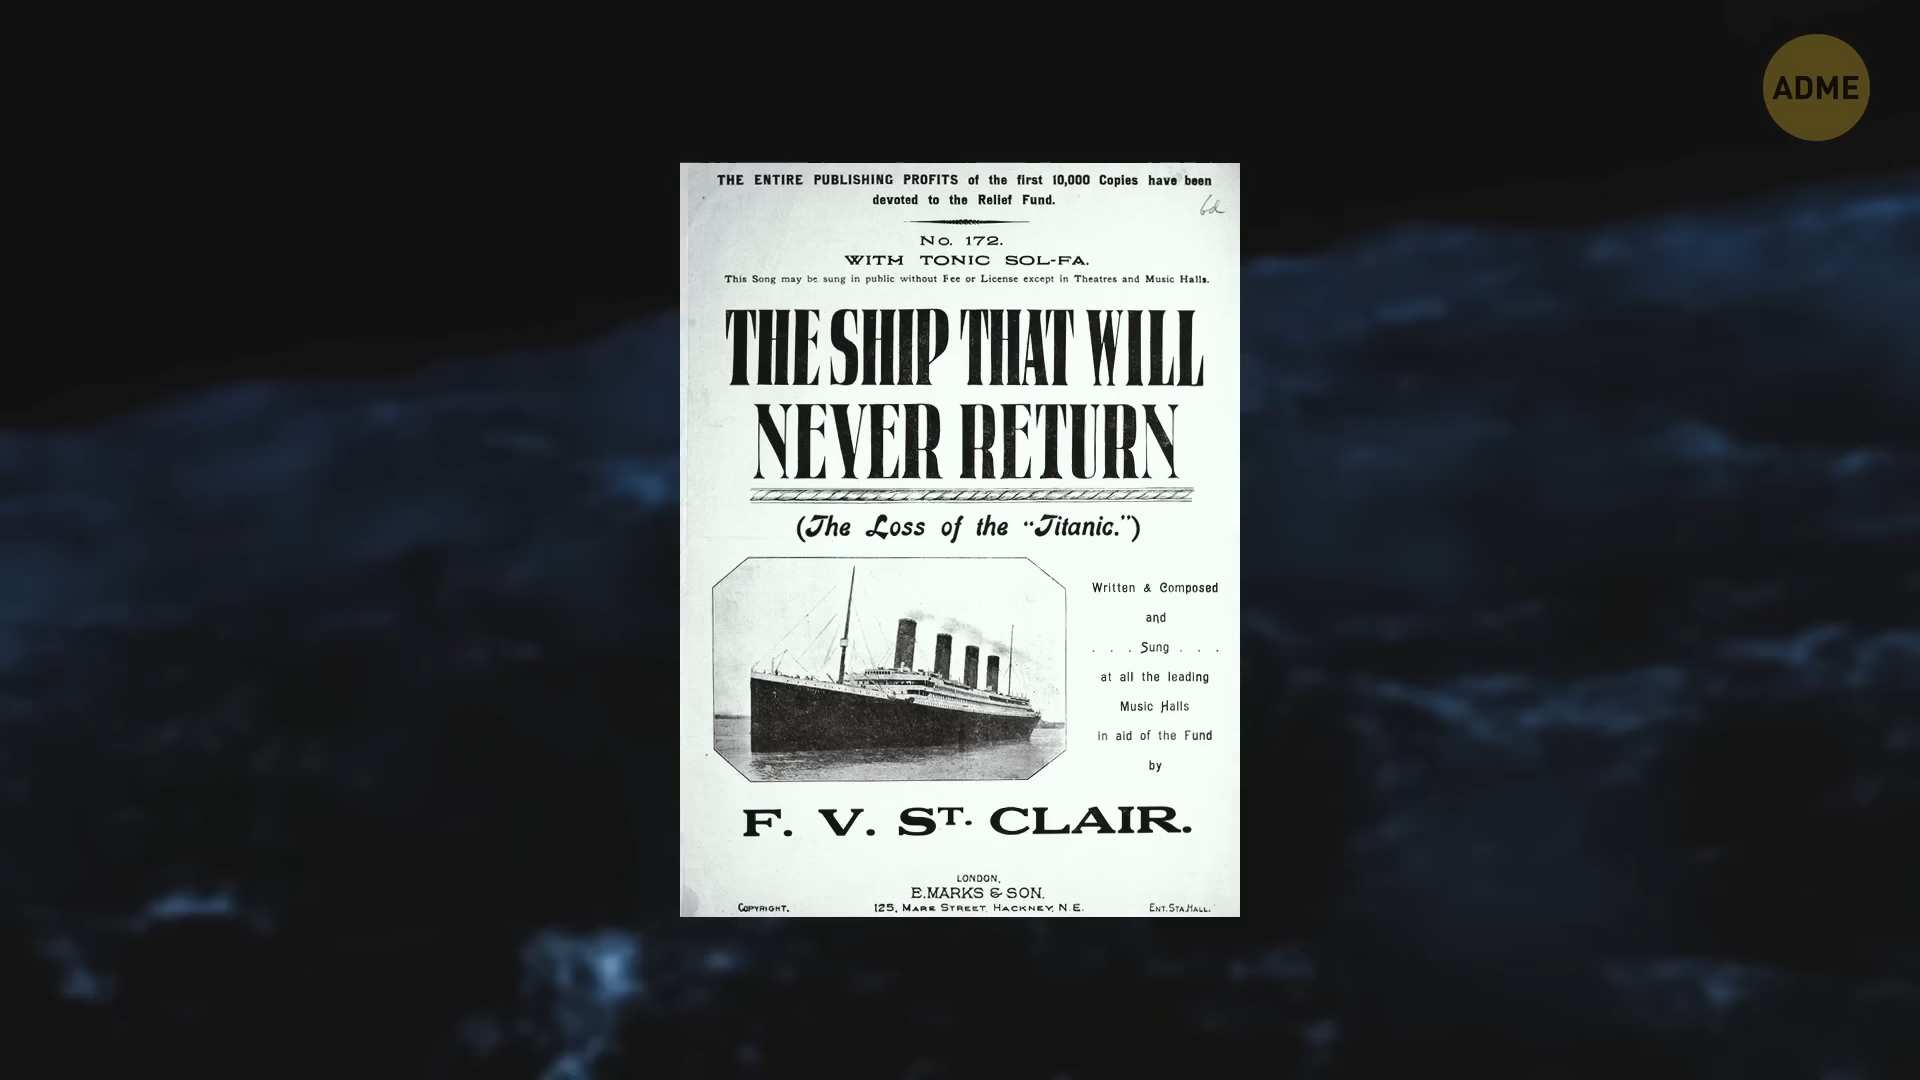 ADME
THE ENTIRE PUBLISHING PROFITS of the first 10,000 Copies have been
devoted to the Relief Fund.
6d
No. 172.
WITH TONIC SOL-FA.
This Song may be sung in public without Fee or License except in Theatres and Music Halls.
THE SHIP THAT WILL
NEVER RETURN
(The Loss of the “Titanic.”)
Written & Composed
and
. . . Sung . . .
at all the leading
Music Halls
in aid of the Fund
by
F. V. ST. CLAIR.
LONDON,
E. MARKS & SON,
COPYRIGHT.
125, MARE STREET, HACKNEY, N.E.
ENT. STA. HALL.